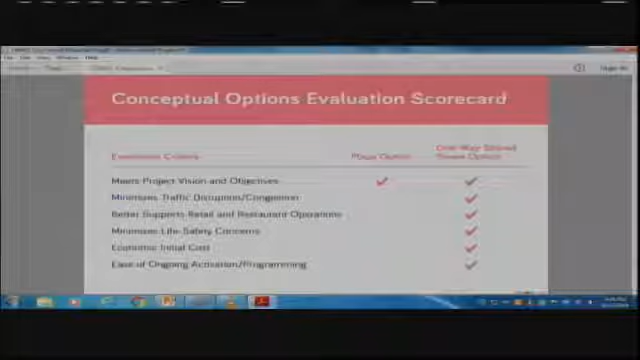 Conceptual Options Evaluation Scorecard
Evaluation Criteria
Plaza Option
One-Way Shared
Street Option
Meets Project Vision and Objectives
Minimizes Traffic Disruption/Congestion
Better Supports Retail and Restaurant Operations
Minimizes Life-Safety Concerns
Economic Initial Cost
Ease of Ongoing Activation/Programming